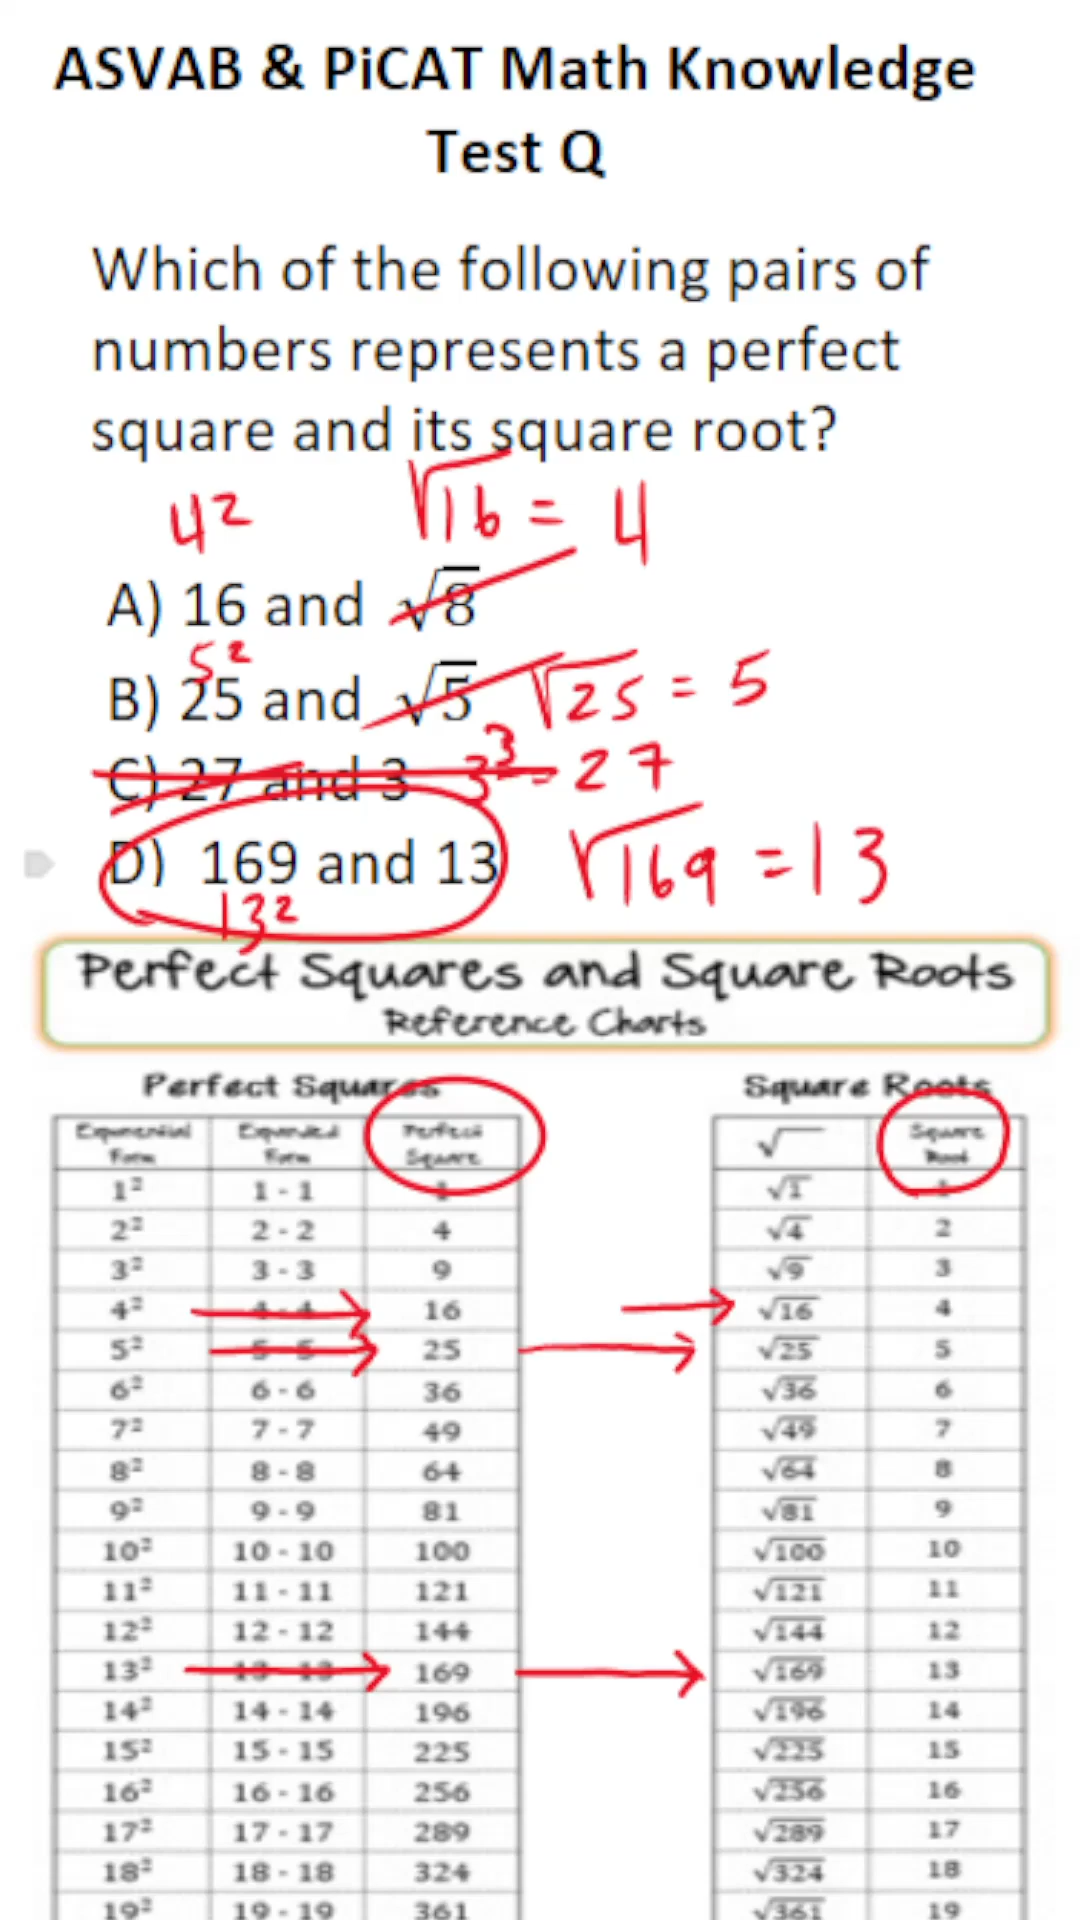 ASVAB & PiCAT Math Knowledge
Test Q
Which of the following pairs of
numbers represents a perfect
square and its square root?
4² √16 = 4
A) 16 and √8
5²
B) 25 and √5 √25 = 5
C) 27 and 3 3³ = 27
D) 169 and 13 √169 = 13
13²
Perfect Squares and Square Roots
Reference Charts
Perfect Squares Square Roots
Exponential Form Expanded Form Perfect Square √ Square Root
1² 1 - 1 1 √1 1
2² 2 - 2 4 √4 2
3² 3 - 3 9 √9 3
4² 4 - 4 16 √16 4
5² 5 - 5 25 √25 5
6² 6 - 6 36 √36 6
7² 7 - 7 49 √49 7
8² 8 - 8 64 √64 8
9² 9 - 9 81 √81 9
10² 10 - 10 100 √100 10
11² 11 - 11 121 √121 11
12² 12 - 12 144 √144 12
13² 13 - 13 169 √169 13
14² 14 - 14 196 √196 14
15² 15 - 15 225 √225 15
16² 16 - 16 256 √256 16
17² 17 - 17 289 √289 17
18² 18 - 18 324 √324 18
19² 19 - 19 361 √361 19